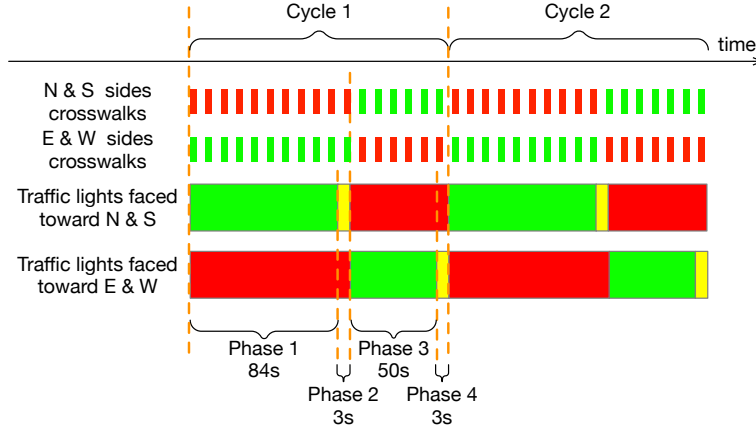 Cycle 1
Cycle 2
time
N & S sides
crosswalks
E & W sides
crosswalks
Traffic lights faced
toward N & S
Traffic lights faced
toward E & W
Phase 1
84s
Phase 3
50s
Phase 2
3s
Phase 4
3s